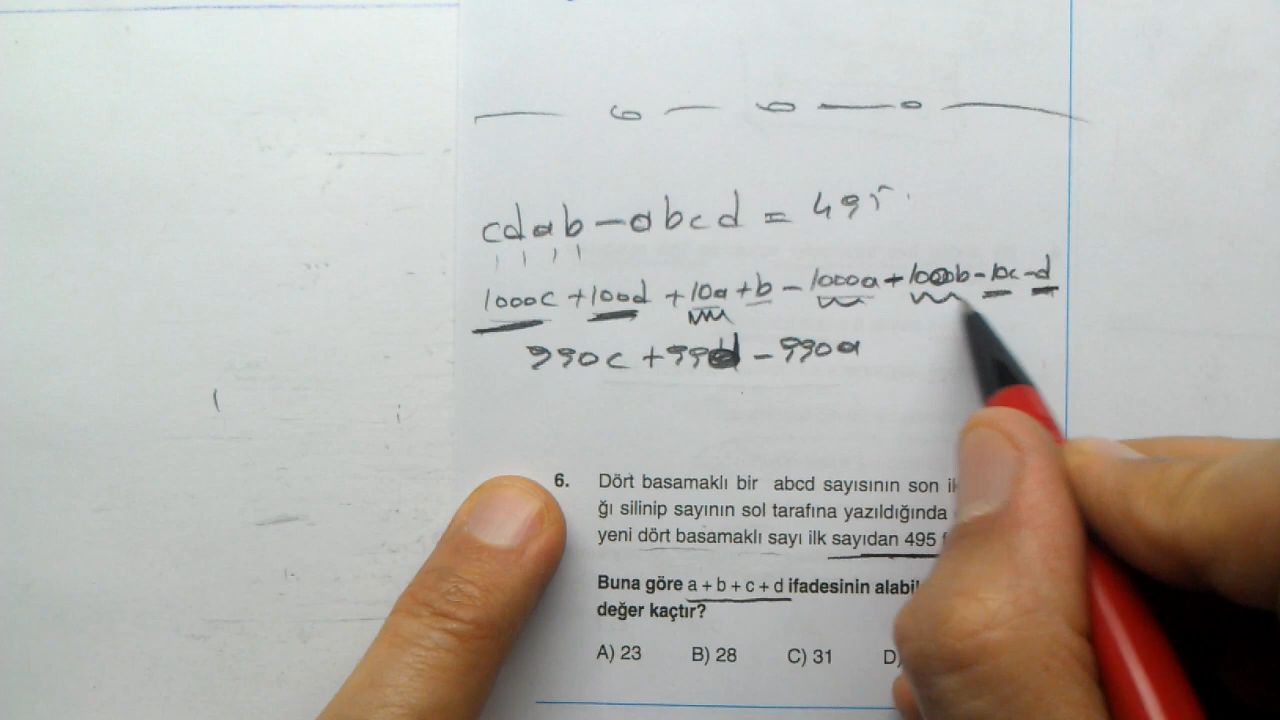 cdab - abcd = 495
1000c + 100d + 10a + b - 1000a + 100b - 10c - d
990c + 99d - 990a
6. Dört basamaklı bir abcd sayısının son
ğı silinip sayının sol tarafına yazıldığında
yeni dört basamaklı sayı ilk sayıdan 495
Buna göre a + b + c + d ifadesinin
değer kaçtır?
A) 23 B) 28 C) 31 D)